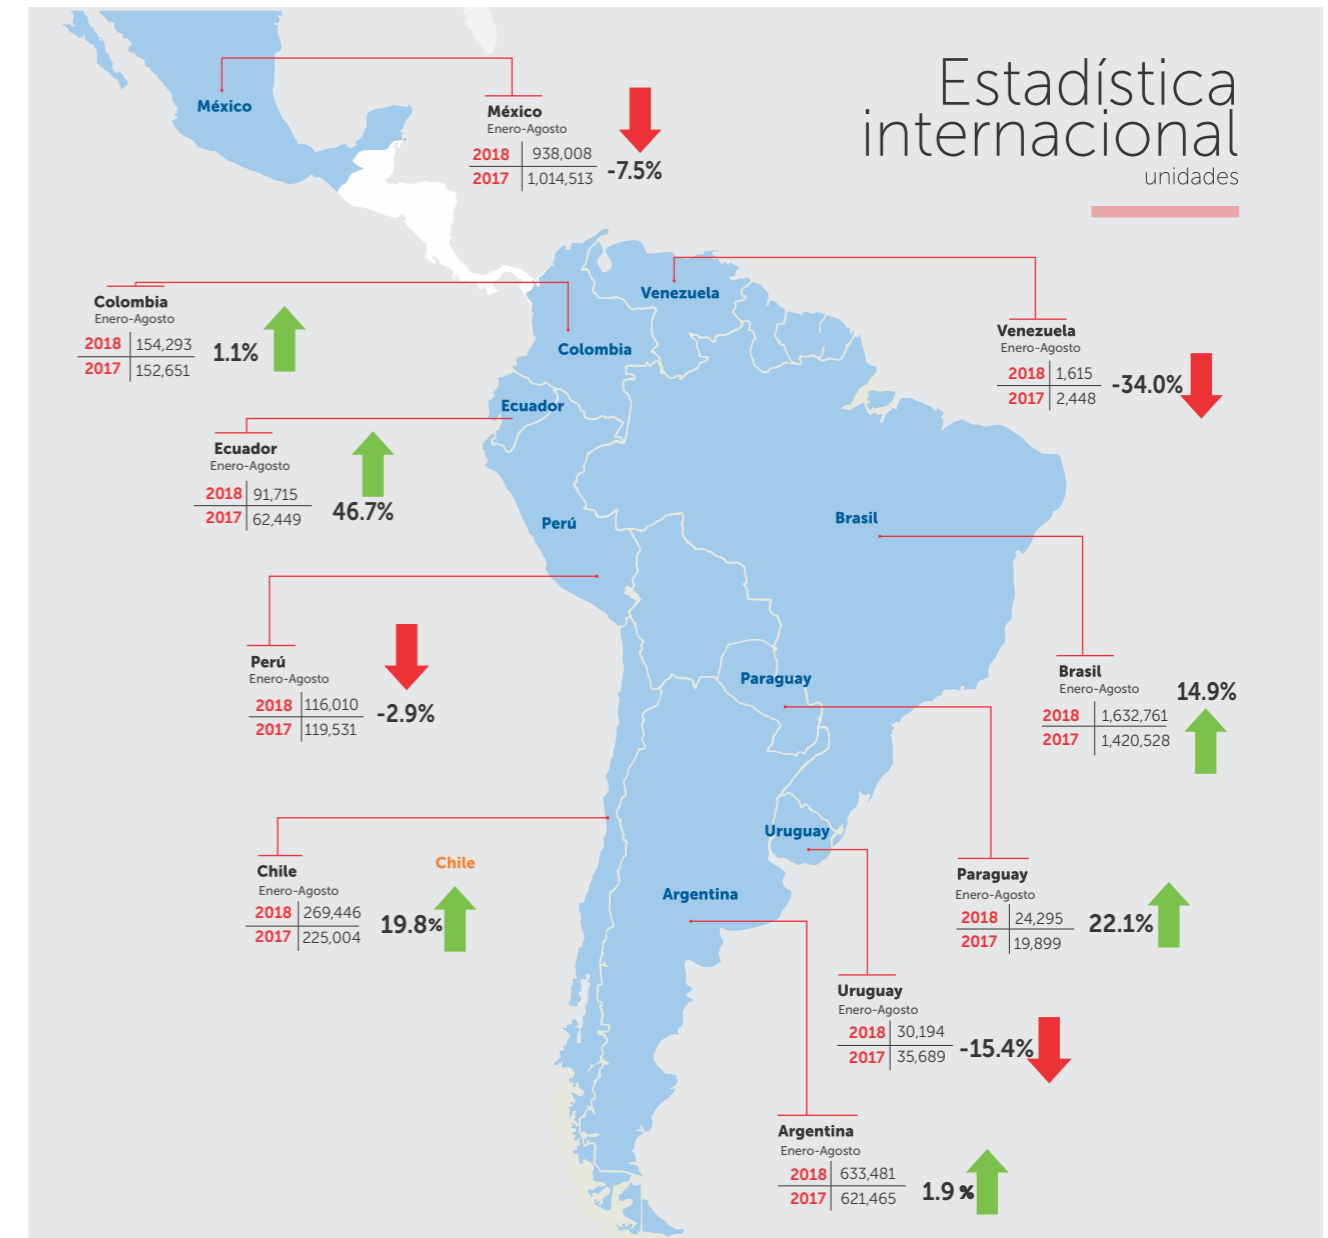 Estadística
internacional
unidades
México
México
Enero-Agosto
2018 938,008
2017 1,014,513
-7.5%
Colombia
Enero-Agosto
2018 154,293
2017 152,651
1.1%
Venezuela
Colombia
Venezuela
Enero-Agosto
2018 1,615
2017 2,448
-34.0%
Ecuador
Ecuador
Enero-Agosto
2018 91,715
2017 62,449
46.7%
Perú
Brasil
Perú
Enero-Agosto
2018 116,010
2017 119,531
-2.9%
Paraguay
Brasil
Enero-Agosto
2018 1,632,761
2017 1,420,528
14.9%
Uruguay
Chile
Enero-Agosto
2018 269,446
2017 225,004
19.8%
Chile
Argentina
Paraguay
Enero-Agosto
2018 24,295
2017 19,899
22.1%
Uruguay
Enero-Agosto
2018 30,194
2017 35,689
-15.4%
Argentina
Enero-Agosto
2018 633,481
2017 621,465
1.9 %